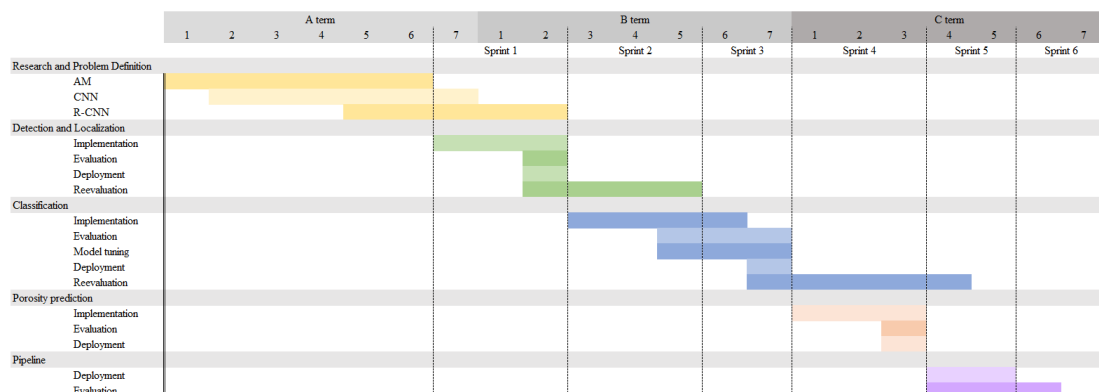 A term B term C term
1 2 3 4 5 6 7 1 2 3 4 5 6 7 1 2 3 4 5 6 7
Sprint 1 Sprint 2 Sprint 3 Sprint 4 Sprint 5 Sprint 6
Research and Problem Definition
AM
CNN
R-CNN
Detection and Localization
Implementation
Evaluation
Deployment
Reevaluation
Classification
Implementation
Evaluation
Model tuning
Deployment
Reevaluation
Porosity prediction
Implementation
Evaluation
Deployment
Pipeline
Deployment
Evaluation